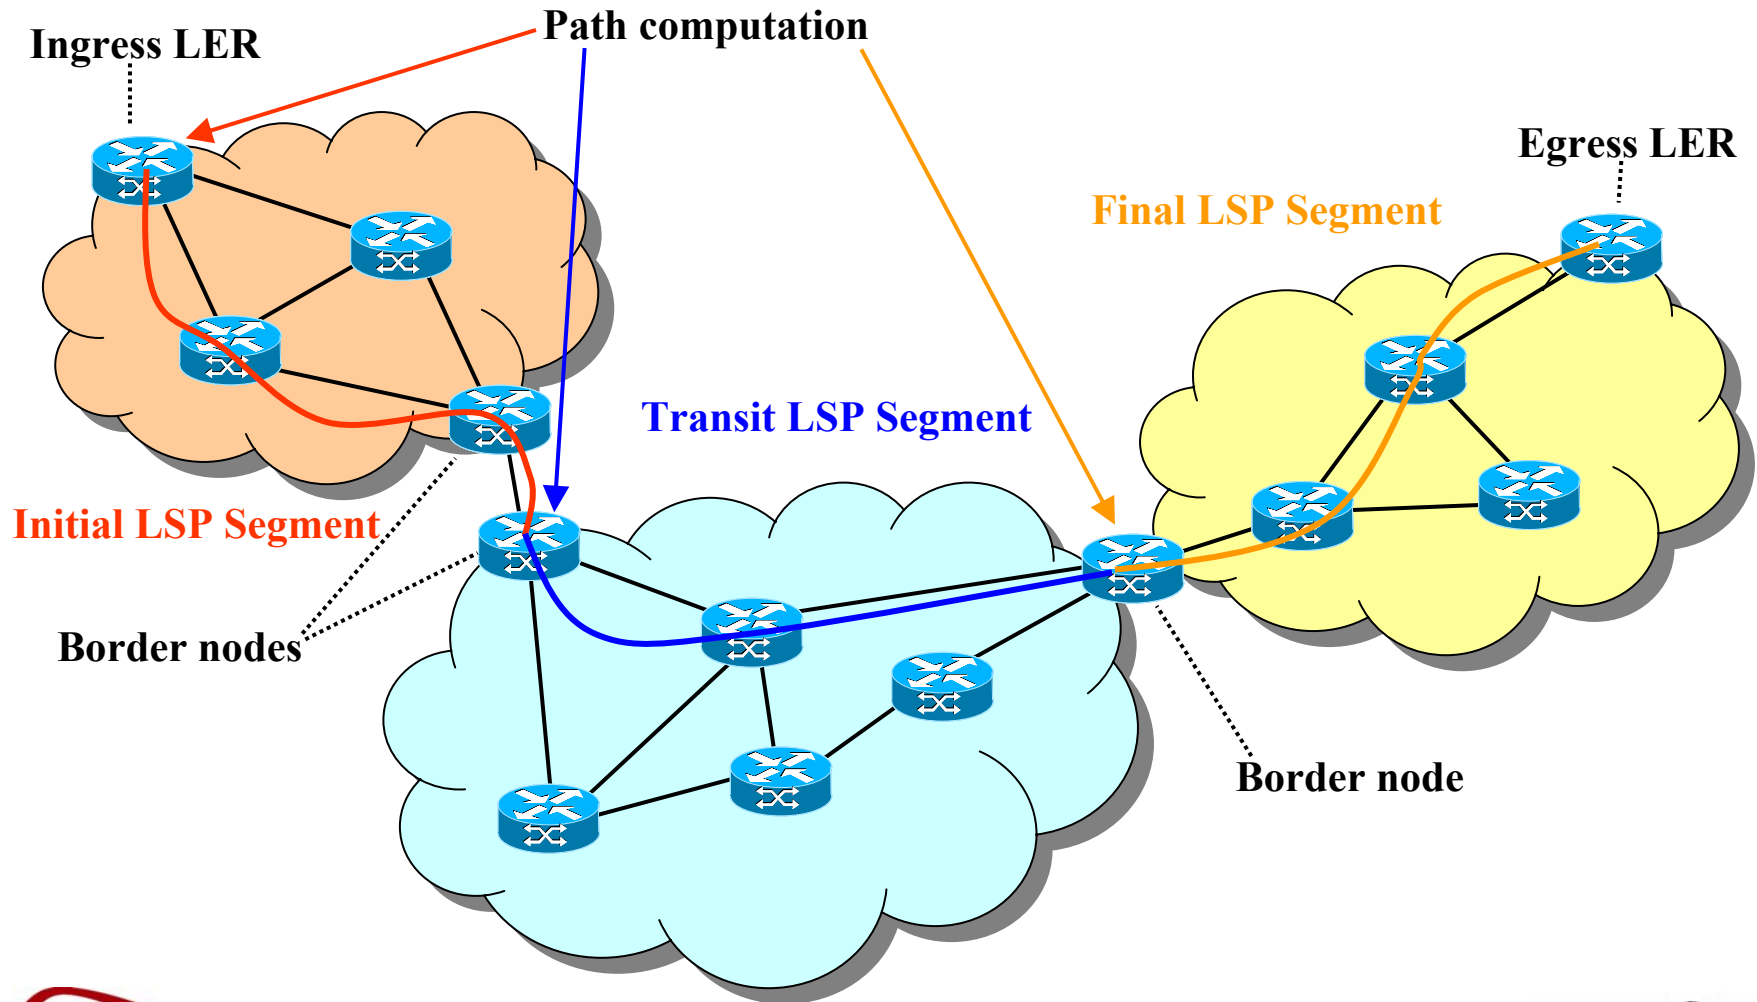 Path computation
Ingress LER
Egress LER
Final LSP Segment
Transit LSP Segment
Initial LSP Segment
Border nodes
Border node